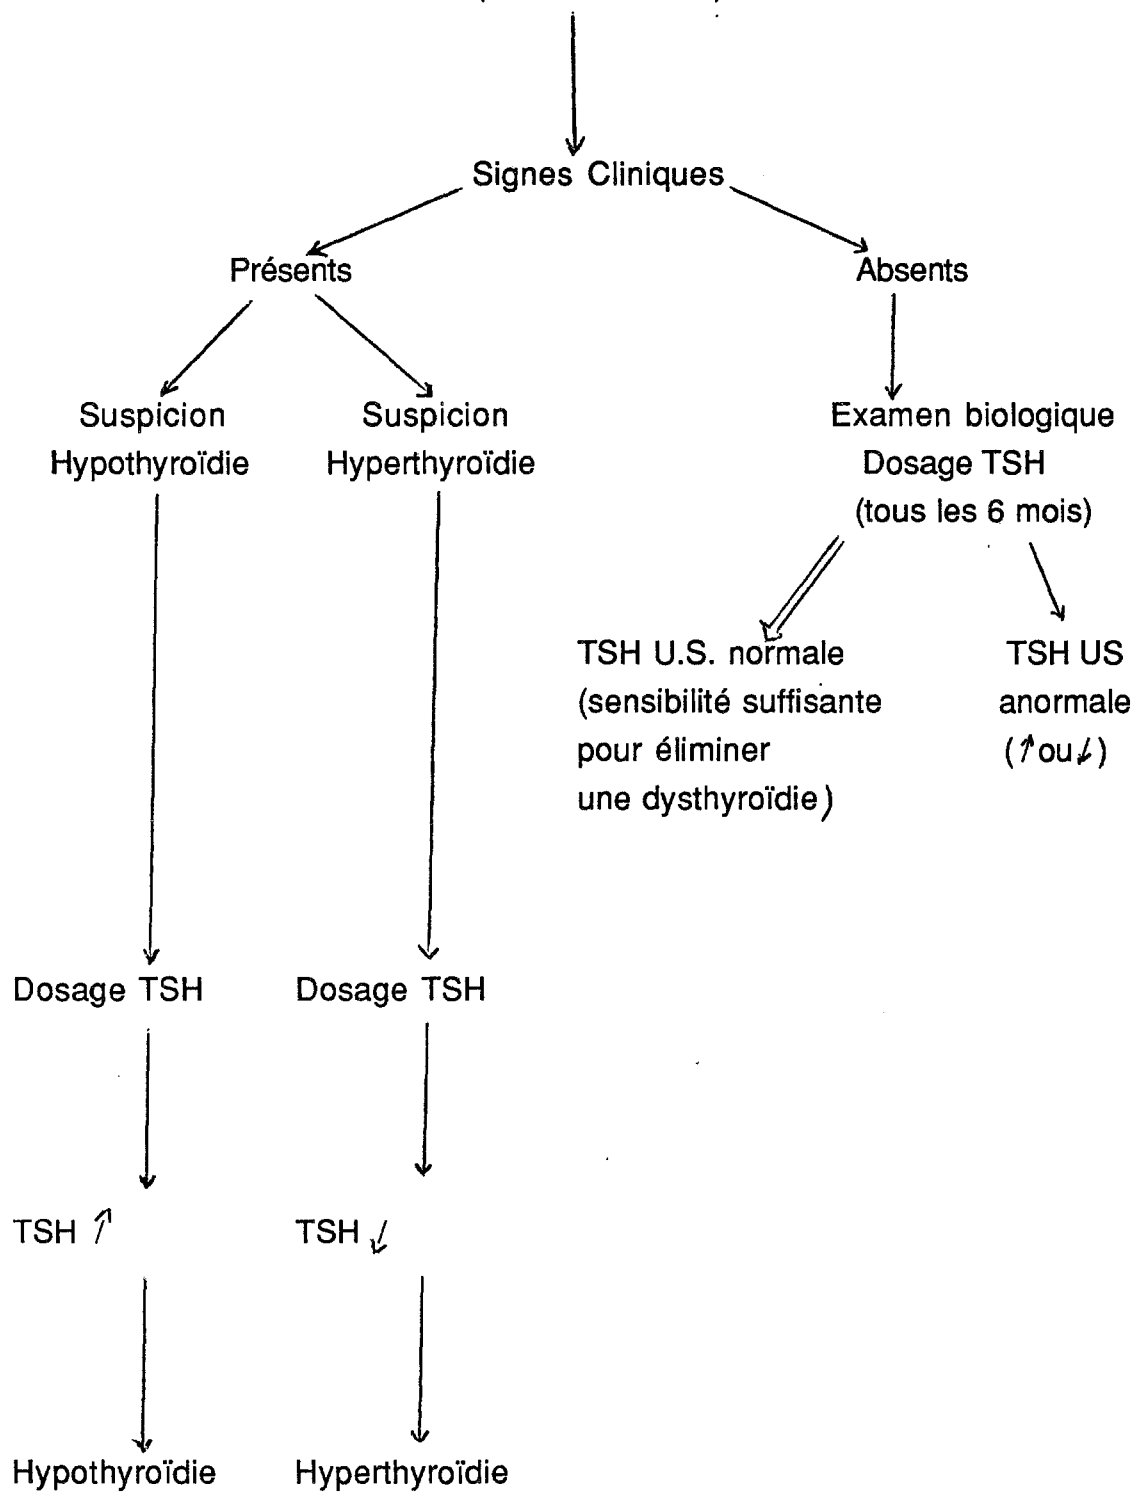 Signes Cliniques
Présents
Absents
Suspicion
Hypothyroïdie
Suspicion
Hyperthyroïdie
Examen biologique
Dosage TSH
(tous les 6 mois)
TSH U.S. normale
(sensibilité suffisante
pour éliminer
une dysthyroïdie)
TSH US
anormale
(↑ou↓)
Dosage TSH
Dosage TSH
TSH ↑
TSH ↓
Hypothyroïdie
Hyperthyroïdie